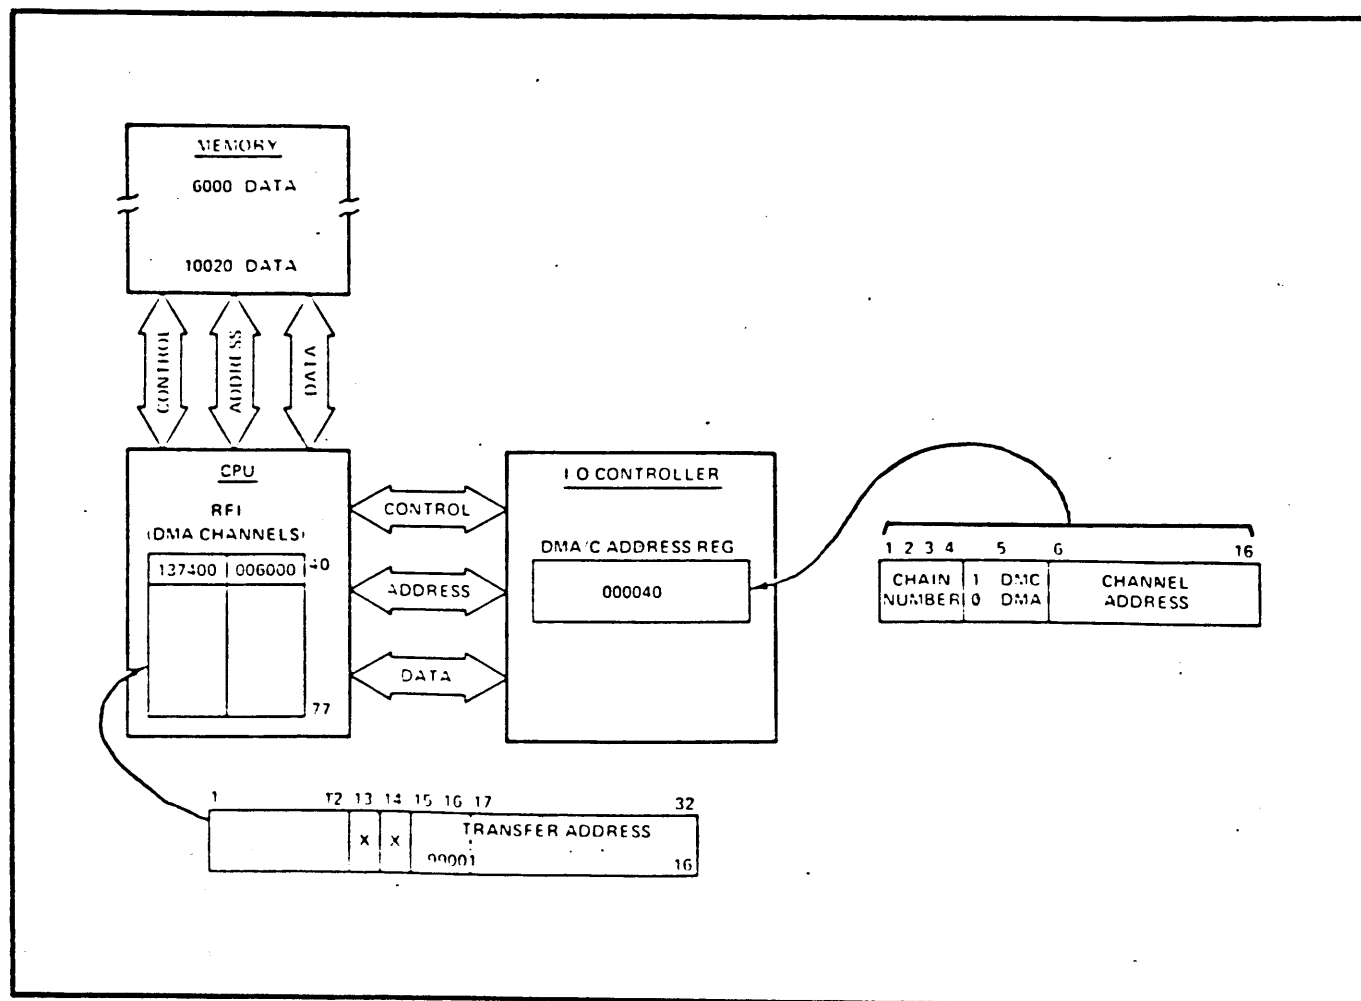 MEMORY
6000 DATA
10020 DATA
CONTROL
ADDRESS
DATA
CPU
RFI
(DMA CHANNELS)
137400 006000 40
77
CONTROL
ADDRESS
DATA
I O CONTROLLER
DMA/C ADDRESS REG
000040
1 2 3 4 5 6 16
CHAIN NUMBER
1 DMC
0 DMA
CHANNEL ADDRESS
1 12 13 14 15 16 17 32
X X
TRANSFER ADDRESS
00001 16